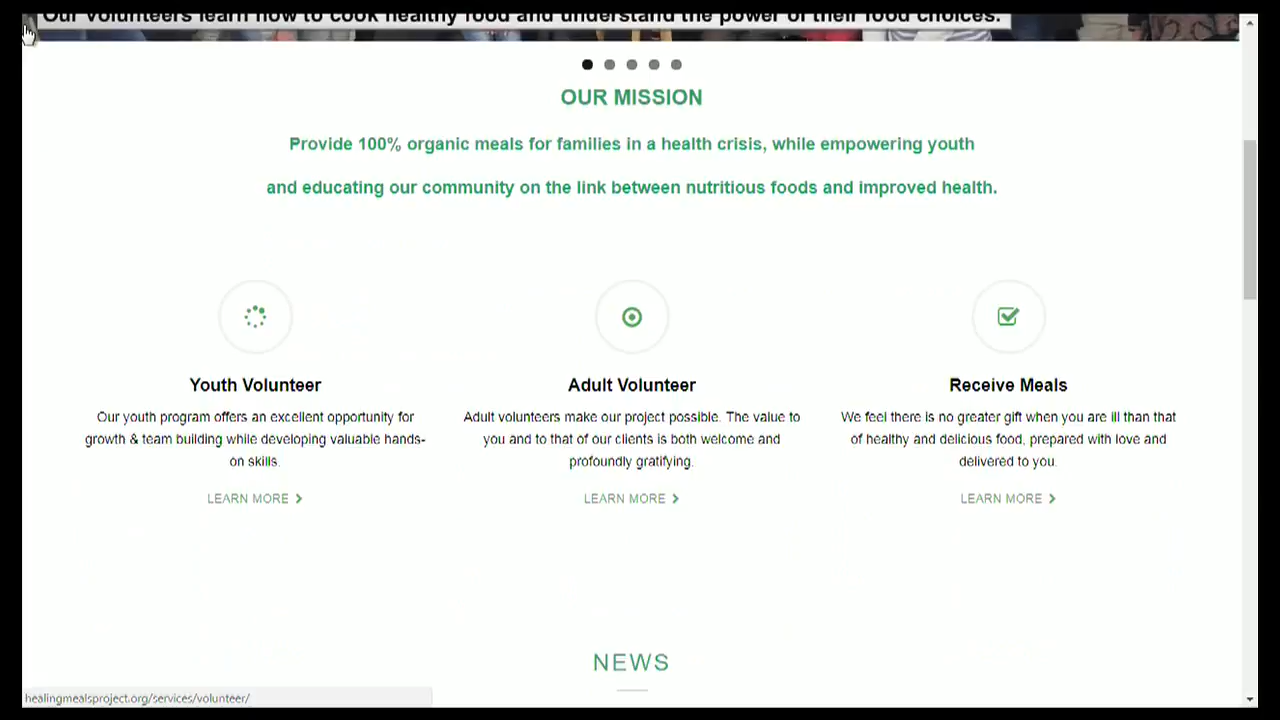 Our volunteers learn how to cook healthy food and understand the power of their food choices.
OUR MISSION
Provide 100% organic meals for families in a health crisis, while empowering youth
and educating our community on the link between nutritious foods and improved health.
Youth Volunteer
Our youth program offers an excellent opportunity for
growth & team building while developing valuable hands-
on skills.
LEARN MORE
Adult Volunteer
Adult volunteers make our project possible. The value to
you and to that of our clients is both welcome and
profoundly gratifying.
LEARN MORE
Receive Meals
We feel there is no greater gift when you are ill than that
of healthy and delicious food, prepared with love and
delivered to you.
LEARN MORE
NEWS
healingmealsproject.org/services/volunteer/